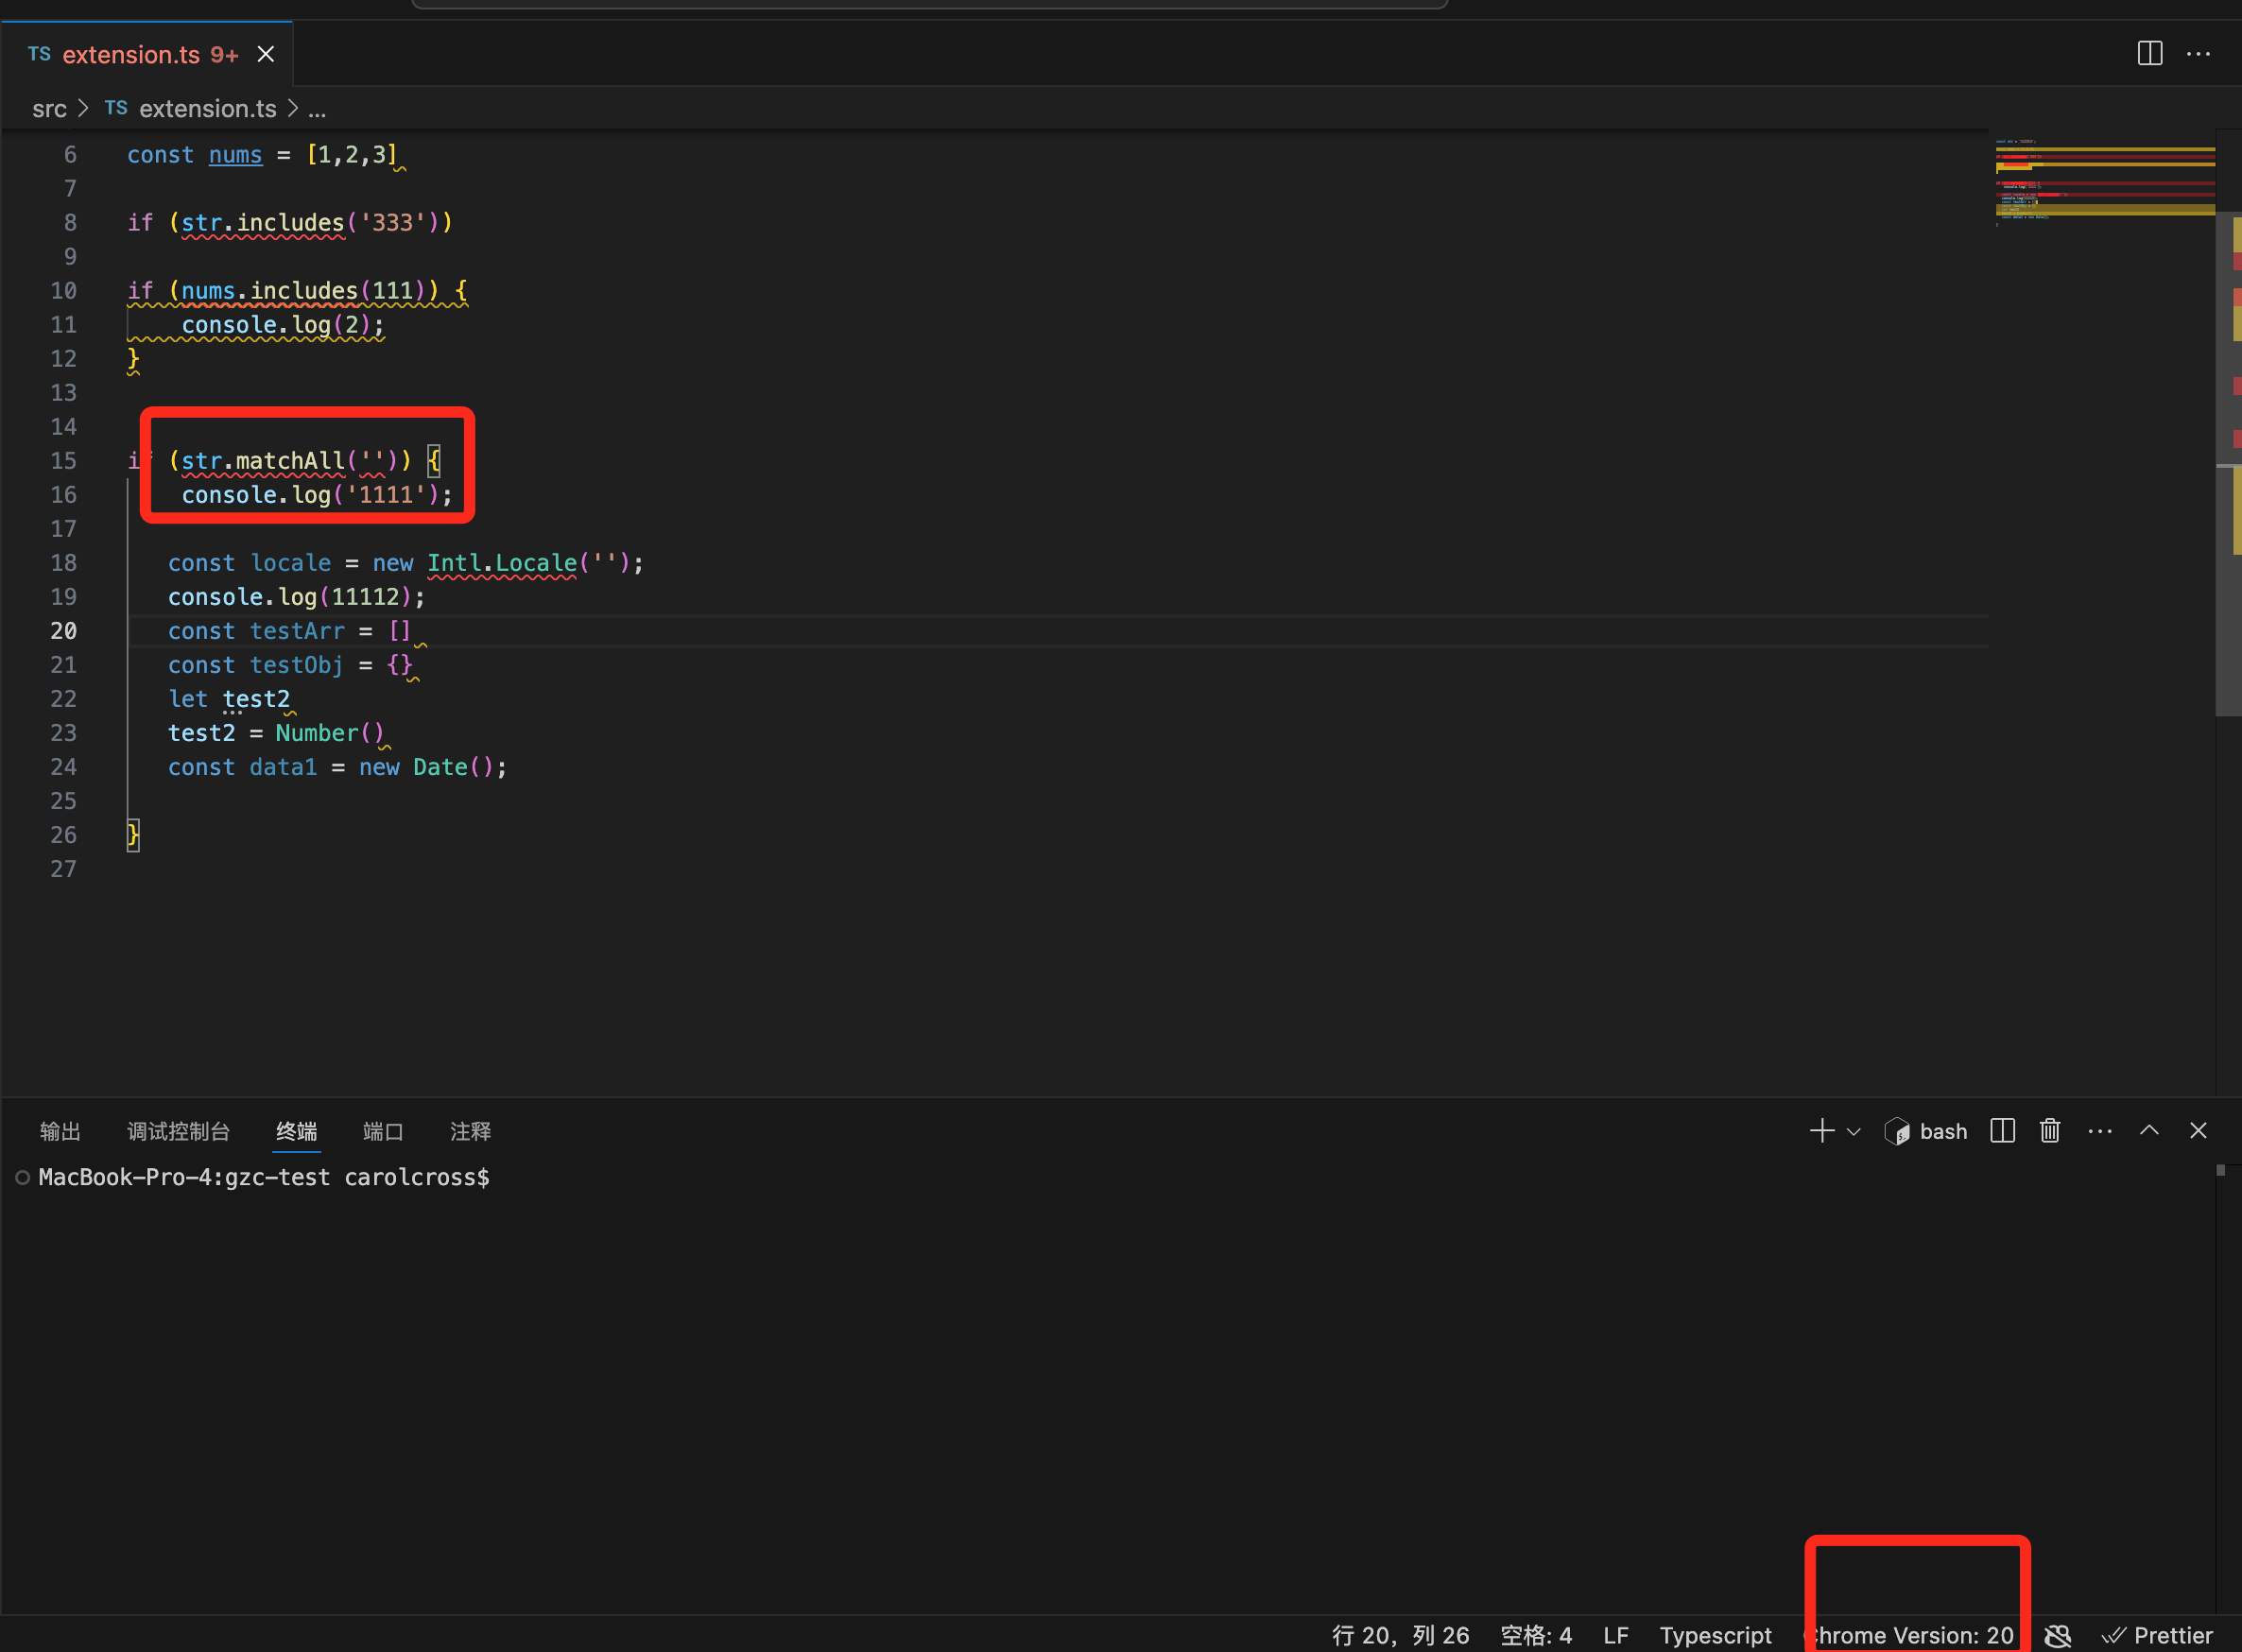 TS extension.ts 9+
src > TS extension.ts > ...
6 const nums = [1,2,3]
7
8 if (str.includes('333'))
9
10 if (nums.includes(111)) {
11 console.log(2);
12 }
13
14
15 if (str.matchAll('')) {
16 console.log('1111');
17
18 const locale = new Intl.Locale('');
19 console.log(11112);
20 const testArr = []
21 const testObj = {}
22 let test2
23 test2 = Number()
24 const data1 = new Date();
25
26 }
27
输出 调试控制台 终端 端口 注释 bash
MacBook-Pro-4:gzc-test carolcross$
行 20，列 26 空格: 4 LF Typescript Chrome Version: 20 Prettier